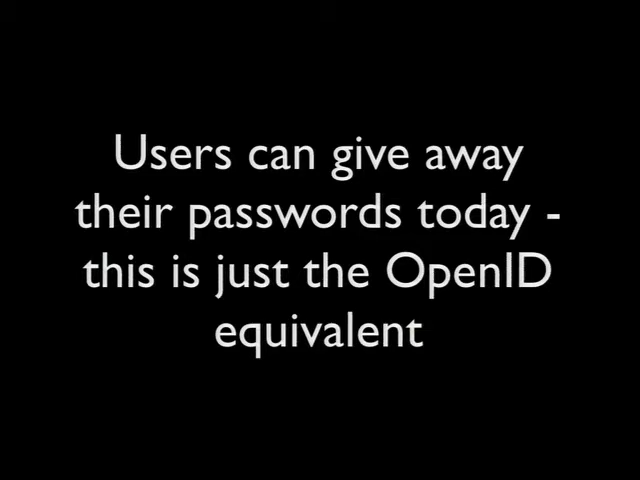 Users can give away
their passwords today -
this is just the OpenID
equivalent